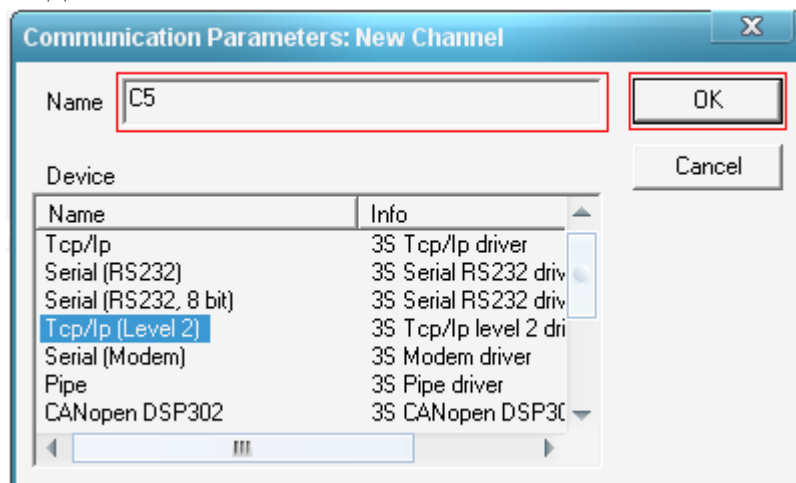 Communication Parameters: New Channel
Name C5 OK
Cancel
Device
Name Info
Tcp/Ip 3S Tcp/Ip driver
Serial (RS232) 3S Serial RS232 driv
Serial (RS232, 8 bit) 3S Serial RS232 driv
Tcp/Ip (Level 2) 3S Tcp/Ip level 2 dri
Serial (Modem) 3S Modem driver
Pipe 3S Pipe driver
CANopen DSP302 3S CANopen DSP30